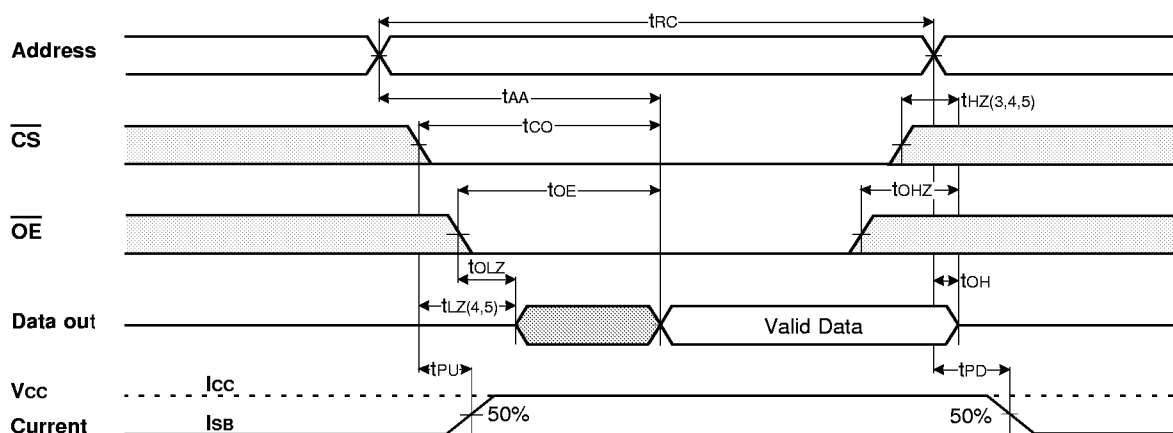 tRC
Address
tAA
tHZ(3,4,5)
CS
tCO
tOE
tOHZ
OE
tOLZ
tOH
tLZ(4,5)
Data out
Valid Data
tPU
tPD
VCC
ICC
50%
50%
Current
ISB